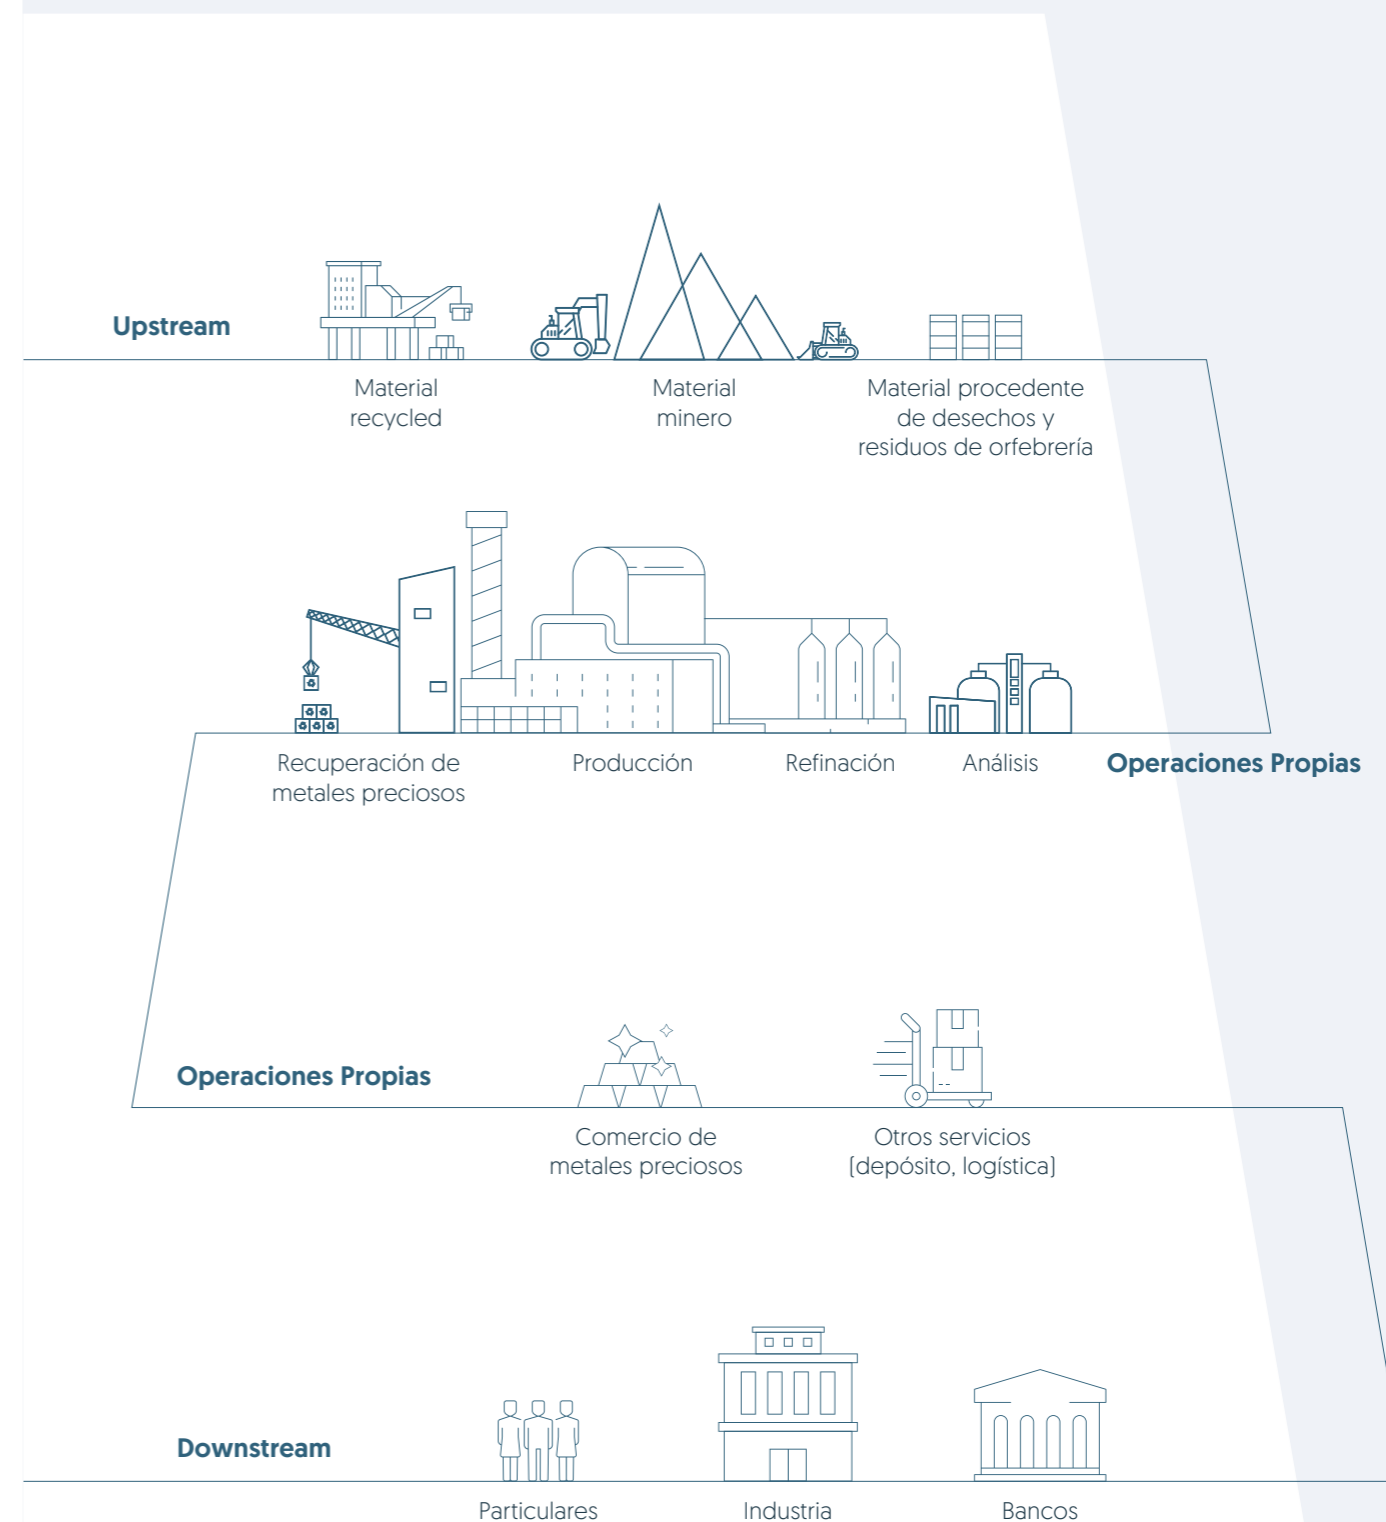 Upstream
Material
recycled
Material
minero
Material procedente
de desechos y
residuos de orfebrería
Recuperación de
metales preciosos
Producción
Refinación
Análisis
Operaciones Propias
Operaciones Propias
Comercio de
metales preciosos
Otros servicios
(depósito, logística)
Downstream
Particulares
Industria
Bancos